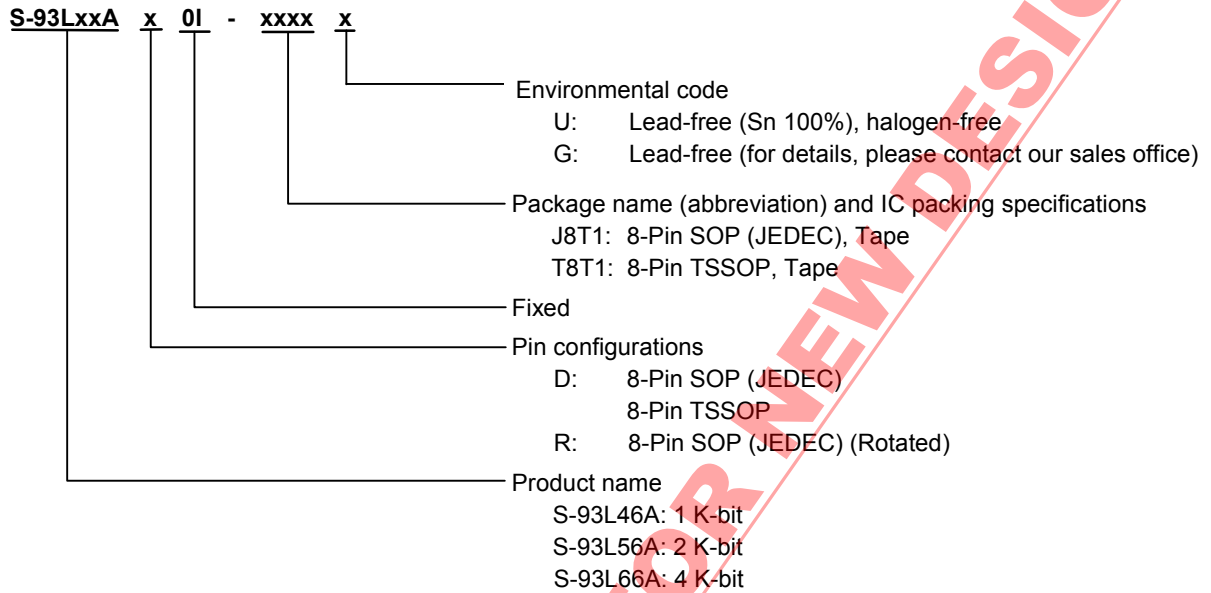 S-93LxxA x 0I - xxxx x
Environmental code
U: Lead-free (Sn 100%), halogen-free
G: Lead-free (for details, please contact our sales office)
Package name (abbreviation) and IC packing specifications
J8T1: 8-Pin SOP (JEDEC), Tape
T8T1: 8-Pin TSSOP, Tape
Fixed
Pin configurations
D: 8-Pin SOP (JEDEC)
8-Pin TSSOP
R: 8-Pin SOP (JEDEC) (Rotated)
Product name
S-93L46A: 1 K-bit
S-93L56A: 2 K-bit
S-93L66A: 4 K-bit
OR NEW DESIG